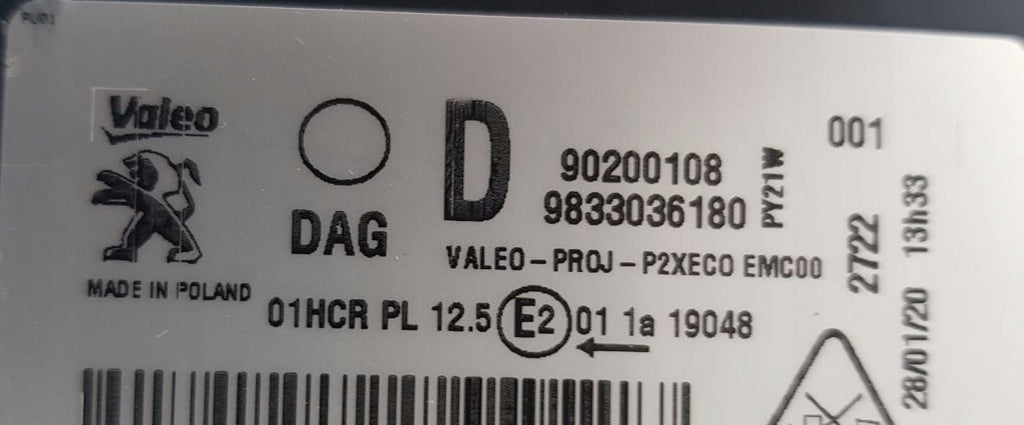 PU01
Valeo
DAG
D
90200108
9833036180
PY21W
001
VALEO-PROJ-P2XECO EMC00
2722
28/01/20 13h33
MADE IN POLAND
01HCR PL 12.5 E2 01 1a 19048